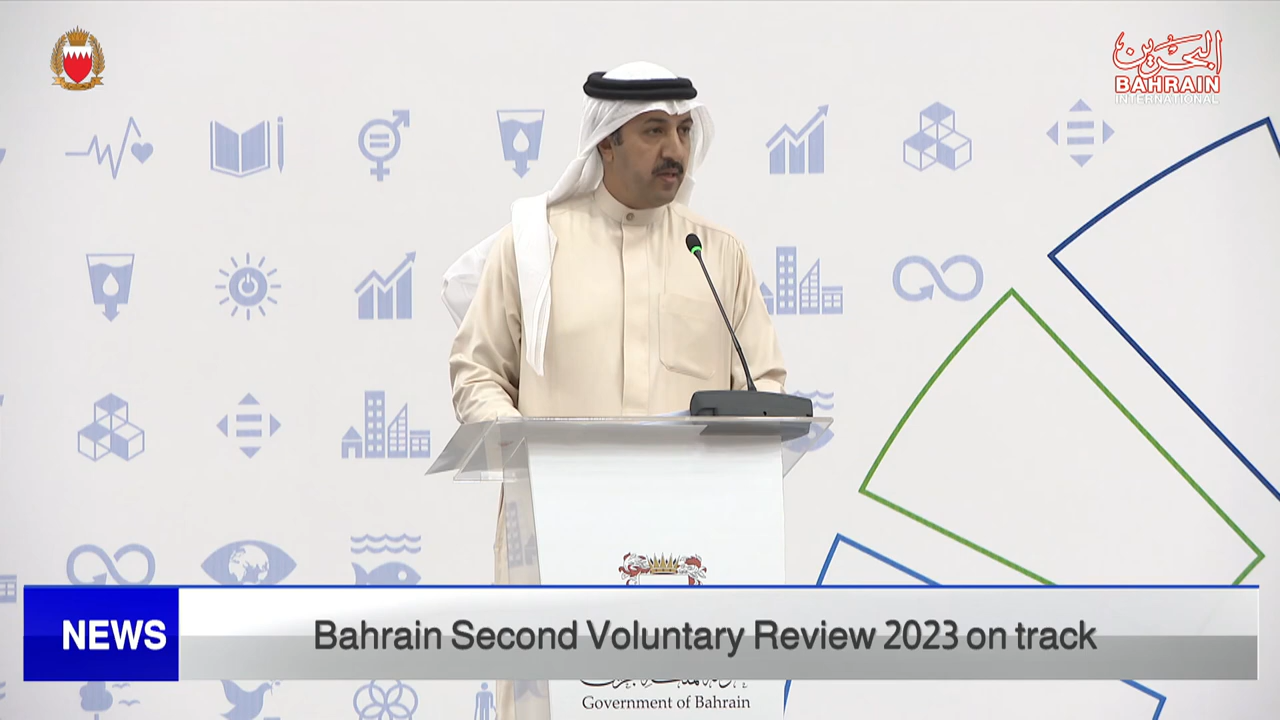 البحرين
BAHRAIN
INTERNATIONAL
NEWS
Bahrain Second Voluntary Review 2023 on track
Government of Bahrain